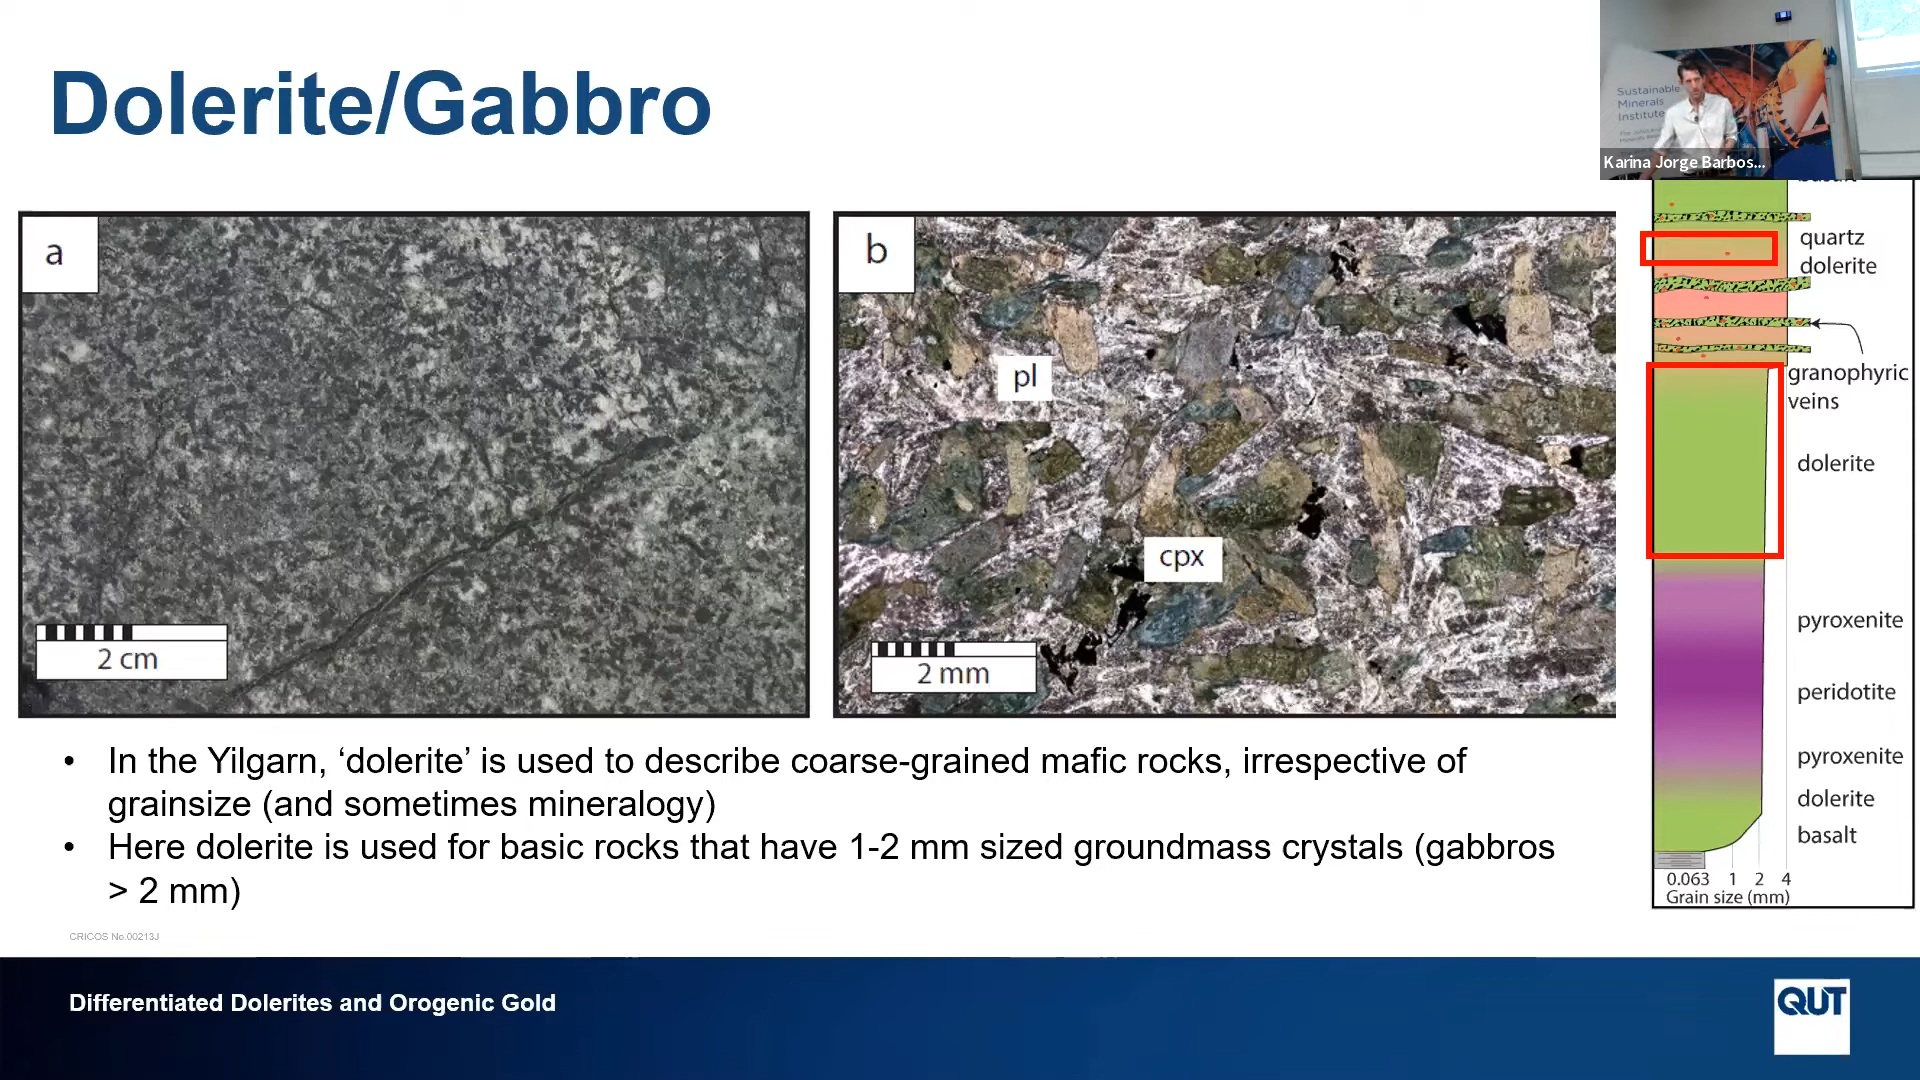 Dolerite/Gabbro
Sustainable
Minerals
Institute
Karina Jorge Barbos...
a
2 cm
b
pl
cpx
2 mm
quartz
dolerite
granophyric
veins
dolerite
pyroxenite
peridotite
pyroxenite
dolerite
basalt
0.063 1 2 4
Grain size (mm)
• In the Yilgarn, ‘dolerite’ is used to describe coarse-grained mafic rocks, irrespective of
grainsize (and sometimes mineralogy)
• Here dolerite is used for basic rocks that have 1-2 mm sized groundmass crystals (gabbros
> 2 mm)
CRICOS No.00213J
Differentiated Dolerites and Orogenic Gold
QUT